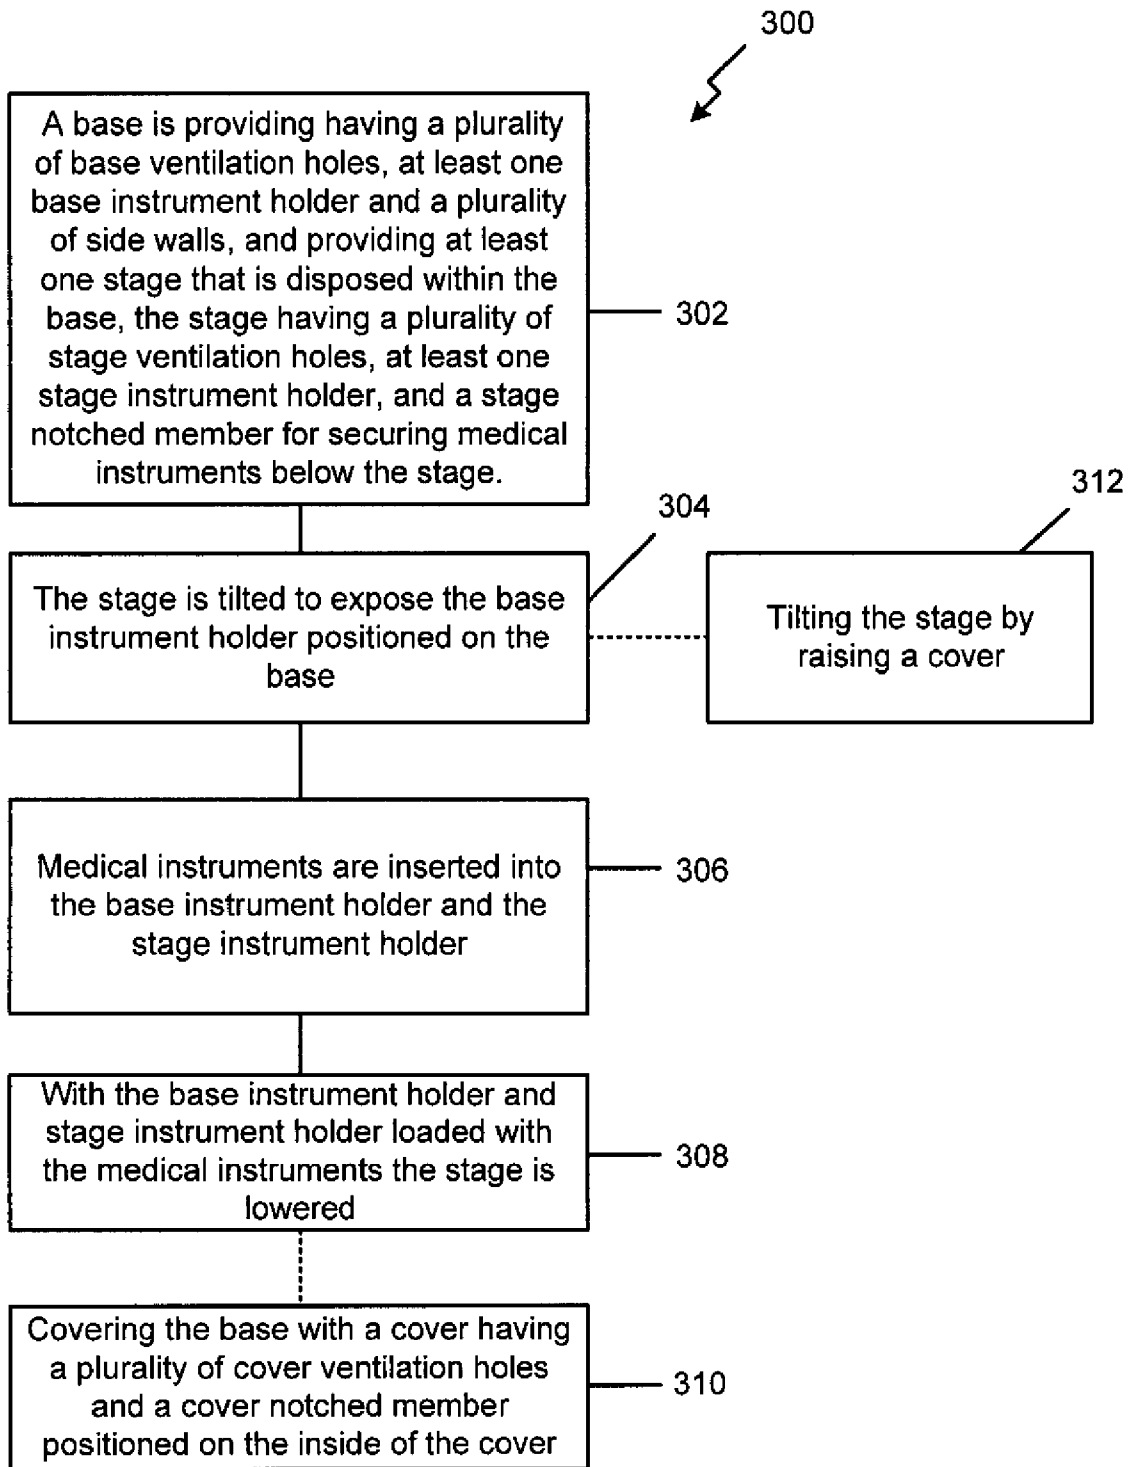 300
A base is providing having a plurality
of base ventilation holes, at least one
base instrument holder and a plurality
of side walls, and providing at least
one stage that is disposed within the
base, the stage having a plurality of
stage ventilation holes, at least one
stage instrument holder, and a stage
notched member for securing medical
instruments below the stage.
302
304
The stage is tilted to expose the base
instrument holder positioned on the
base
312
Tilting the stage by
raising a cover
Medical instruments are inserted into
the base instrument holder and the
stage instrument holder
306
With the base instrument holder and
stage instrument holder loaded with
the medical instruments the stage is
lowered
308
Covering the base with a cover having
a plurality of cover ventilation holes
and a cover notched member
positioned on the inside of the cover
310